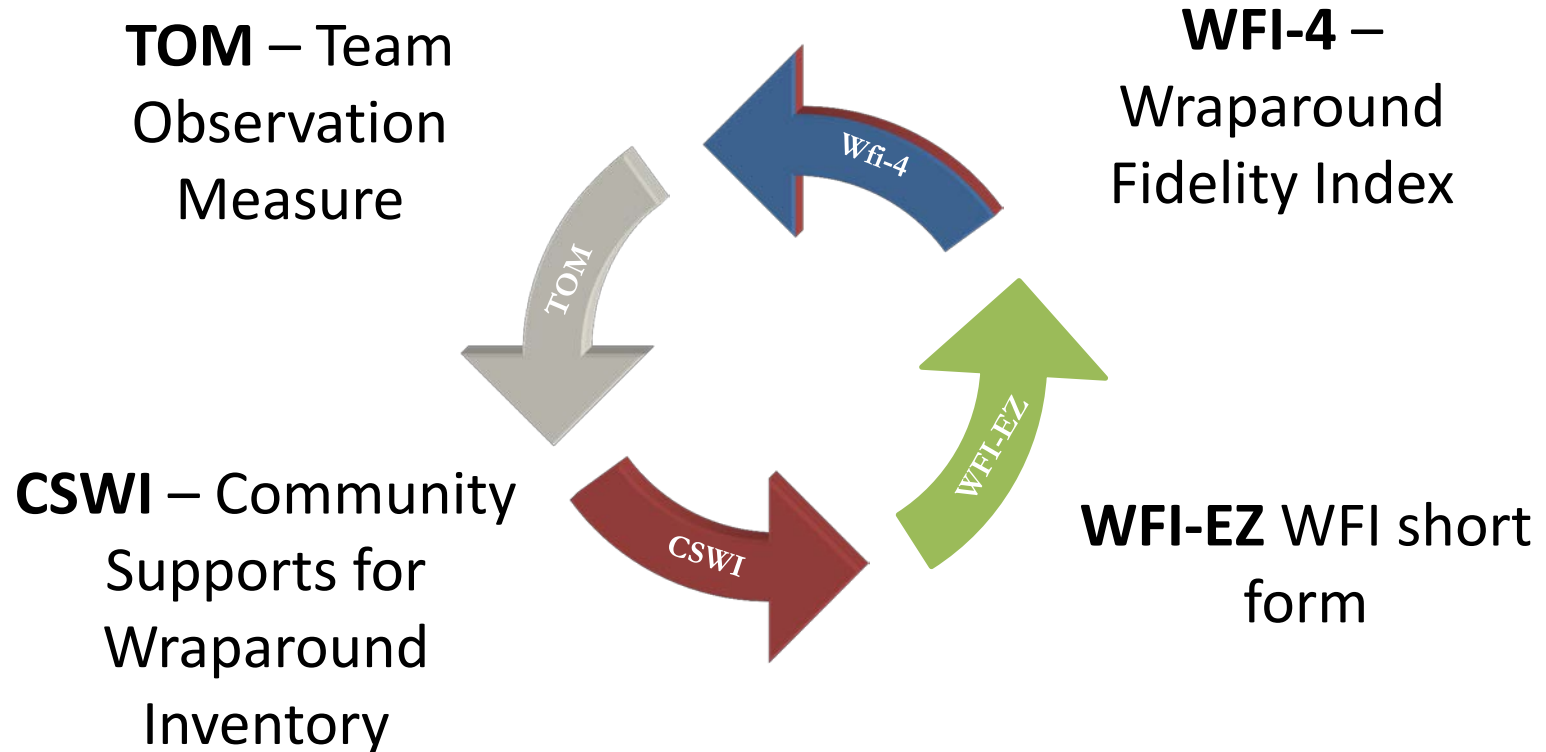 TOM – Team
Observation
Measure
WFI-4 –
Wraparound
Fidelity Index
Wfi-4
TOM
WFI-EZ
CSWI
CSWI – Community
Supports for
Wraparound
Inventory
WFI-EZ WFI short
form